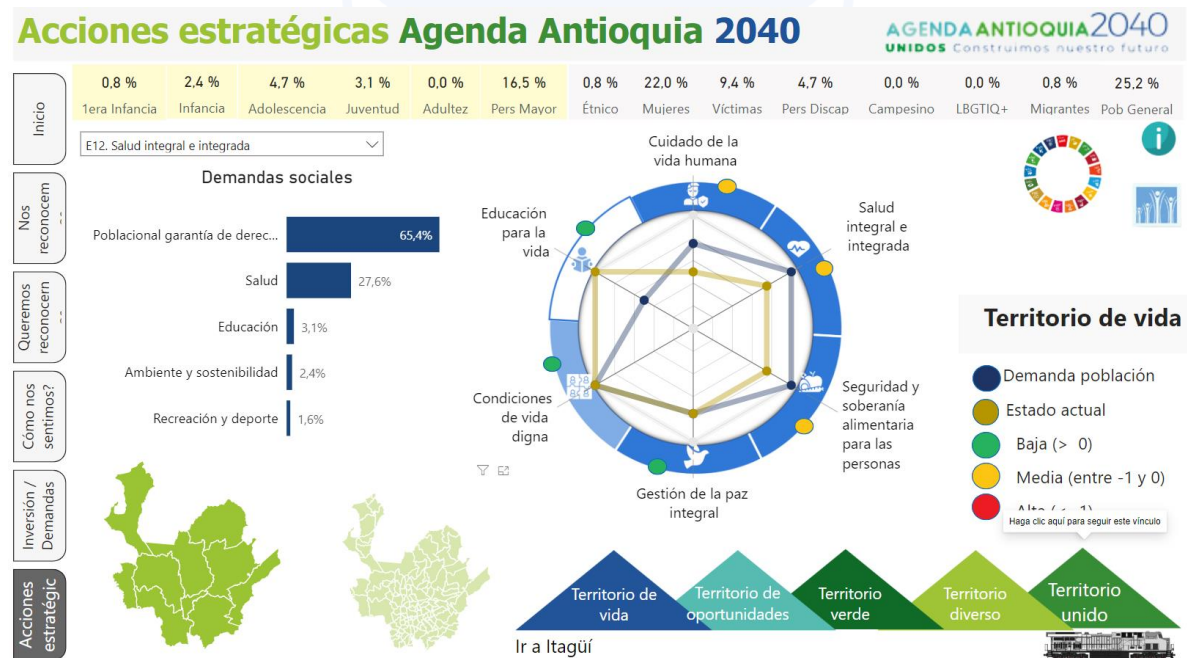 Acciones estratégicas Agenda Antioquia 2040
AGENDA ANTIOQUIA 2040
UNIDOS Construimos nuestro futuro
0,8 % 2,4 % 4,7 % 3,1 % 0,0 % 16,5 % 0,8 % 22,0 % 9,4 % 4,7 % 0,0 % 0,0 % 0,8 % 25,2 %
1era Infancia Infancia Adolescencia Juventud Adultez Pers Mayor Étnico Mujeres Víctimas Pers Discap Campesino LBGTIQ+ Migrantes Pob General
Inicio
Nos
reconocem
Queremos
reconocern
Cómo nos
sentimos?
Inversión /
Demandas
Acciones
estratégic
E12. Salud integral e integrada
Demandas sociales
Poblacional garantía de derec... 65,4%
Salud 27,6%
Educación 3,1%
Ambiente y sostenibilidad 2,4%
Recreación y deporte 1,6%
Cuidado de la
vida humana
Salud
integral e
integrada
Seguridad y
soberanía
alimentaria
para las
personas
Gestión de la paz
integral
Condiciones
de vida
digna
Educación
para la
vida
i
Territorio de vida
Demanda población
Estado actual
Baja (> 0)
Media (entre -1 y 0)
Haga clic aquí para seguir este vínculo
Territorio de
vida
Territorio de
oportunidades
Territorio
verde
Territorio
diverso
Territorio
unido
Ir a Itagüí